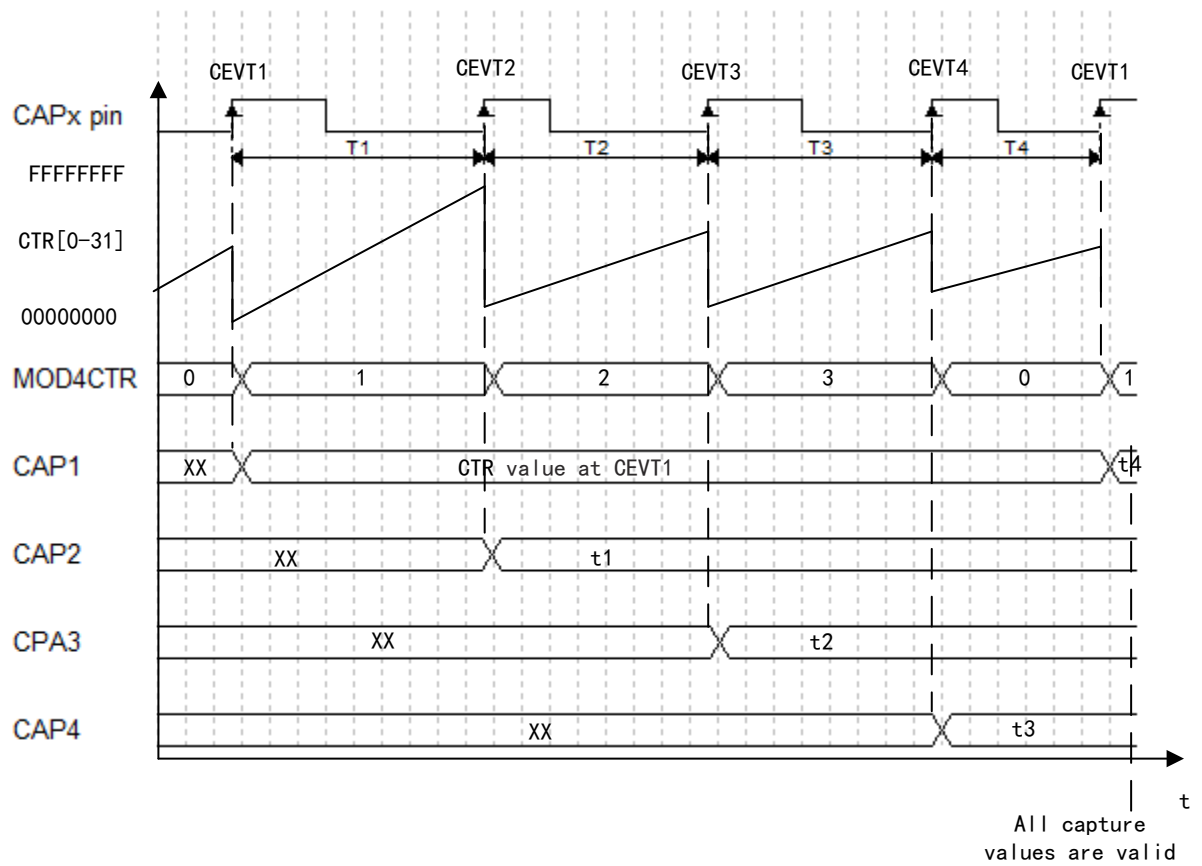 CEVT1 CEVT2 CEVT3 CEVT4 CEVT1
CAPx pin
T1 T2 T3 T4
FFFFFFFF
CTR[0-31]
00000000
MOD4CTR 0 1 2 3 0 1
CAP1 XX CTR value at CEVT1 t4
CAP2 XX t1
CPA3 XX t2
CAP4 XX t3
t
All capture
values are valid